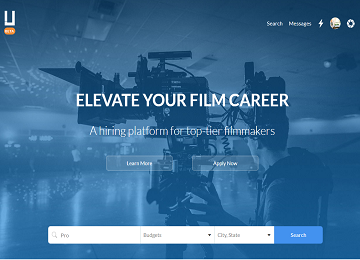 U
BETA
Search Messages
ELEVATE YOUR FILM CAREER
A hiring platform for top-tier filmmakers
Learn More Apply Now
Pro Budgets City, State Search